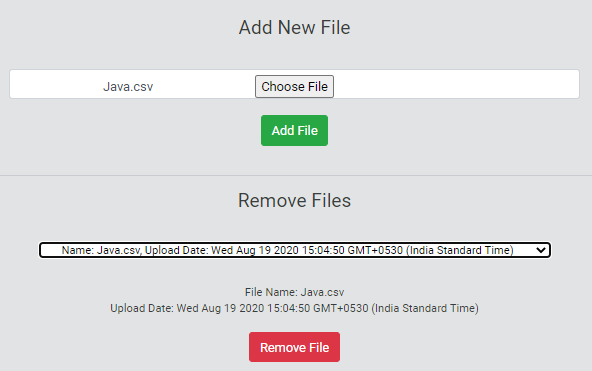 Add New File
Java.csv Choose File
Add File
Remove Files
Name: Java.csv, Upload Date: Wed Aug 19 2020 15:04:50 GMT+0530 (India Standard Time)
File Name: Java.csv
Upload Date: Wed Aug 19 2020 15:04:50 GMT+0530 (India Standard Time)
Remove File